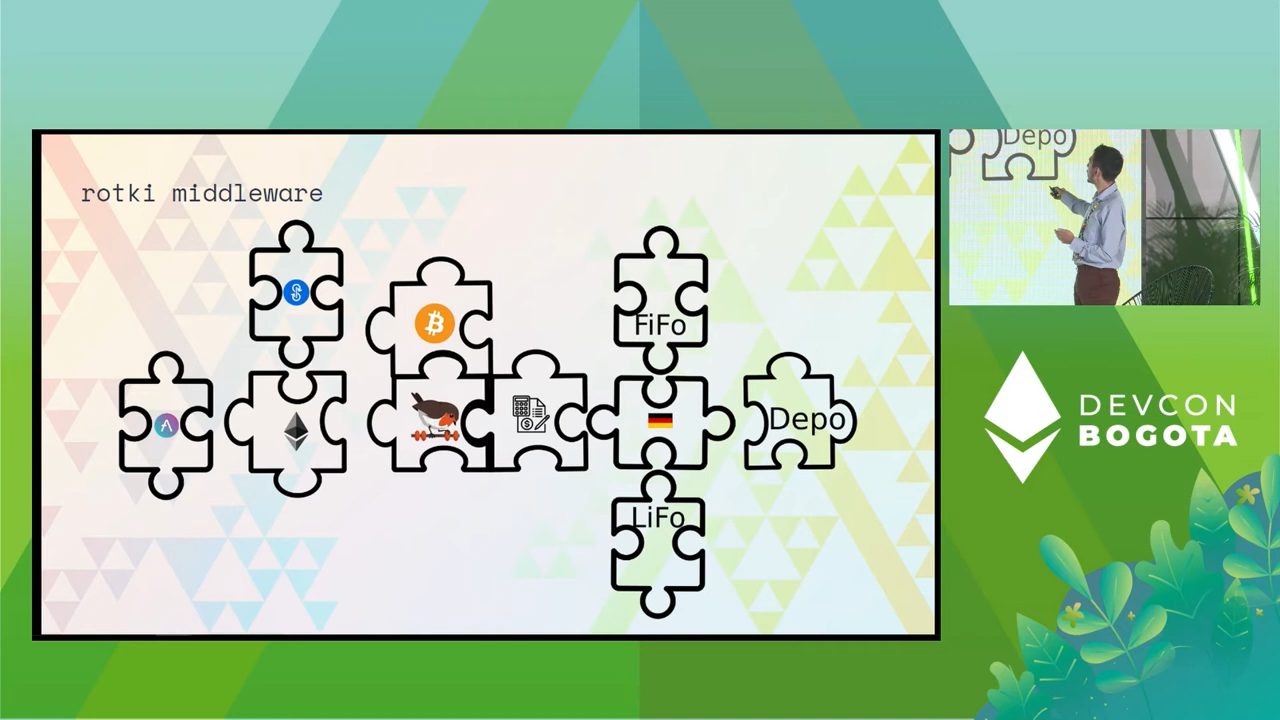 rotki middleware
FiFo
Depo
LiFo
Depo
DEVCON
BOGOTA